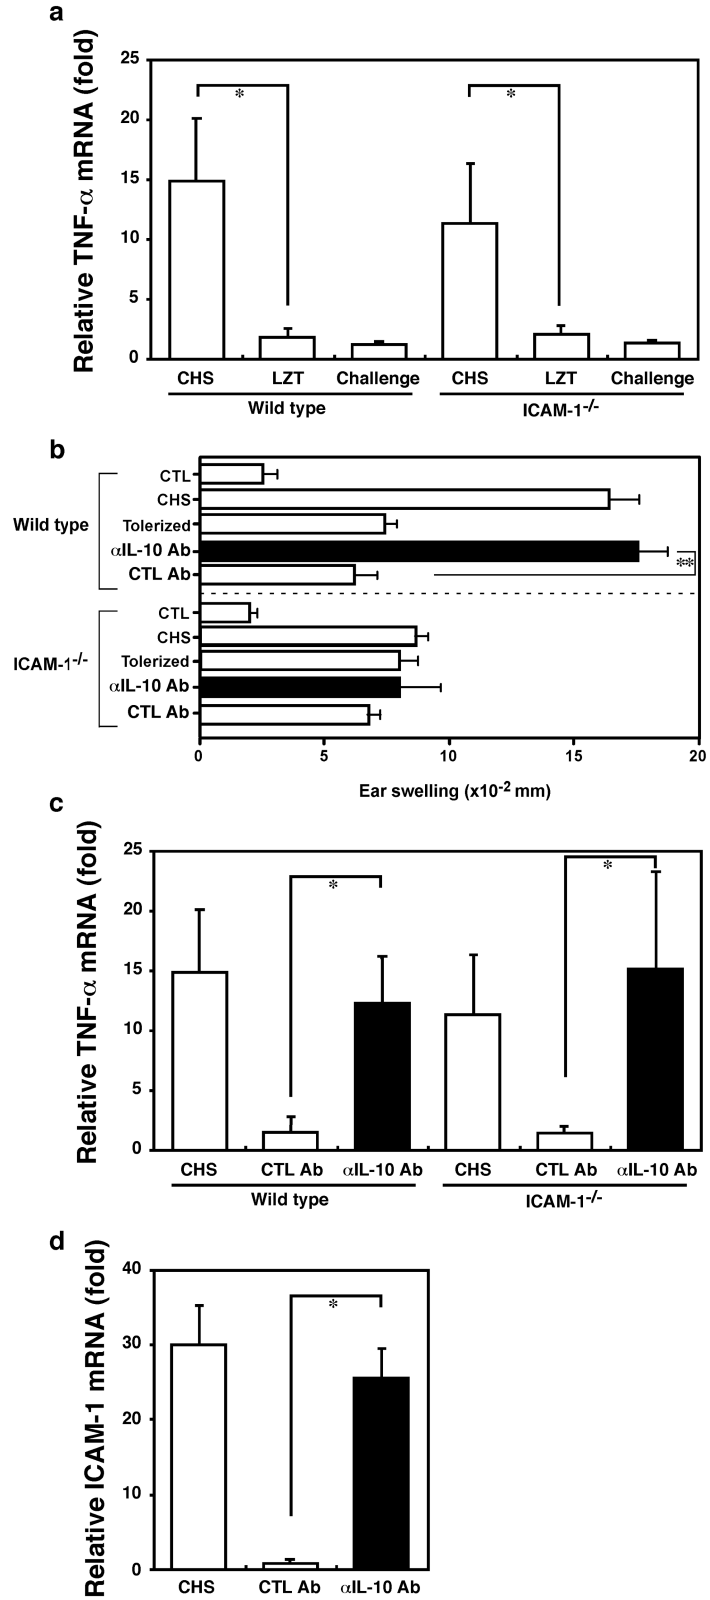 a
Relative TNF-α mRNA (fold)
25
20
15
10
5
0
*
*
CHS LZT Challenge CHS LZT Challenge
Wild type ICAM-1-/-
b
Wild type
CTL
CHS
Tolerized
αIL-10 Ab
CTL Ab
**
ICAM-1-/-
CTL
CHS
Tolerized
αIL-10 Ab
CTL Ab
0 5 10 15 20
Ear swelling (x10-2 mm)
c
Relative TNF-α mRNA (fold)
25
20
15
10
5
0
*
*
CHS CTL Ab αIL-10 Ab CHS CTL Ab αIL-10 Ab
Wild type ICAM-1-/-
d
Relative ICAM-1 mRNA (fold)
40
30
20
10
0
*
CHS CTL Ab αIL-10 Ab